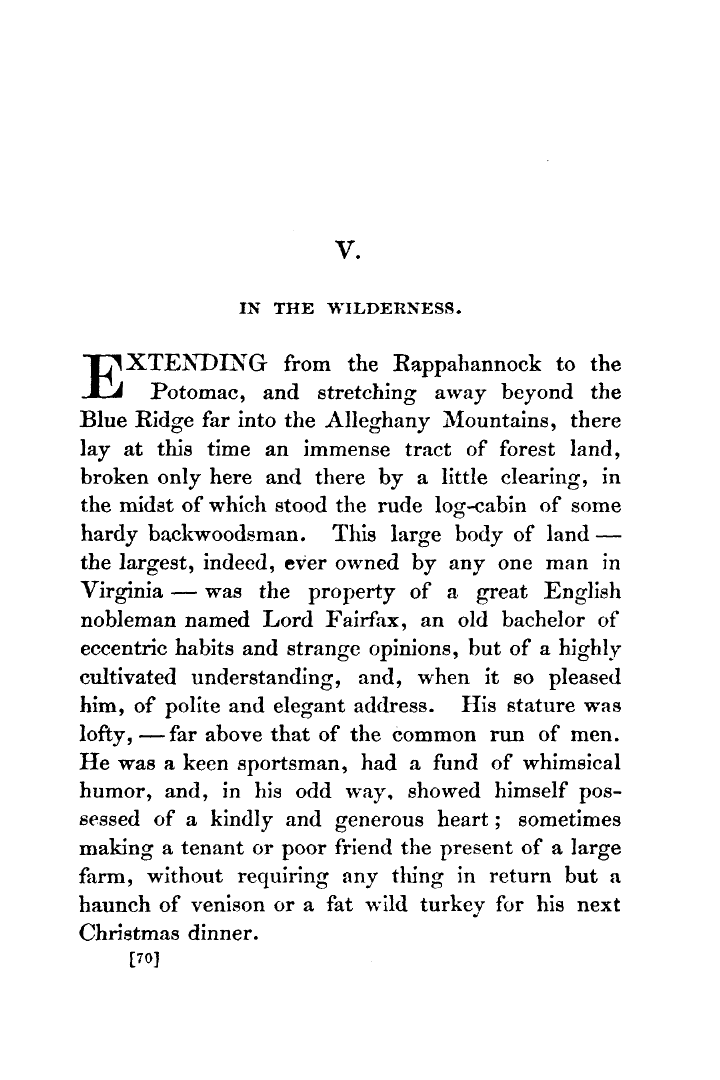 V.
IN THE WILDERNESS.
EXTENDING from the Rappahannock to the
Potomac, and stretching away beyond the
Blue Ridge far into the Alleghany Mountains, there
lay at this time an immense tract of forest land,
broken only here and there by a little clearing, in
the midst of which stood the rude log-cabin of some
hardy backwoodsman. This large body of land —
the largest, indeed, ever owned by any one man in
Virginia — was the property of a great English
nobleman named Lord Fairfax, an old bachelor of
eccentric habits and strange opinions, but of a highly
cultivated understanding, and, when it so pleased
him, of polite and elegant address. His stature was
lofty, — far above that of the common run of men.
He was a keen sportsman, had a fund of whimsical
humor, and, in his odd way, showed himself pos-
sessed of a kindly and generous heart; sometimes
making a tenant or poor friend the present of a large
farm, without requiring any thing in return but a
haunch of venison or a fat wild turkey for his next
Christmas dinner.
[70]